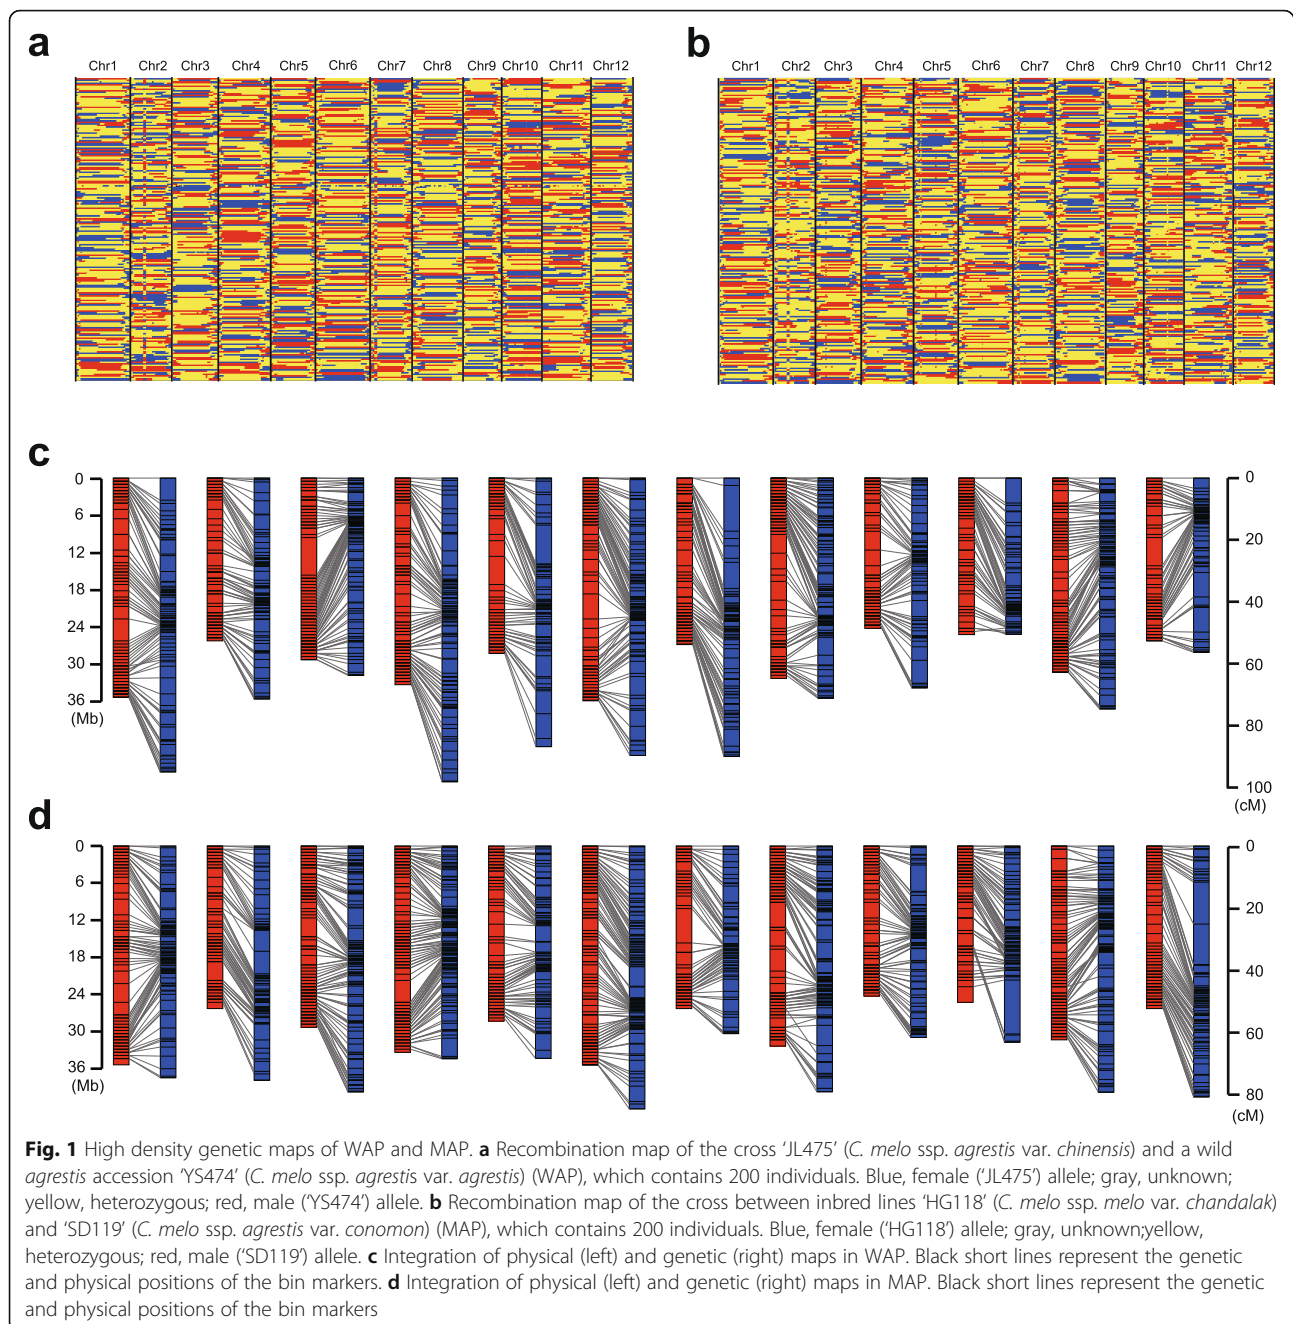 a
Chr1 Chr2 Chr3 Chr4 Chr5 Chr6 Chr7 Chr8 Chr9 Chr10 Chr11 Chr12
b
Chr1 Chr2 Chr3 Chr4 Chr5 Chr6 Chr7 Chr8 Chr9 Chr10 Chr11 Chr12
c
0
6
12
18
24
30
36
(Mb)
0
20
40
60
80
100
(cM)
d
0
6
12
18
24
30
36
(Mb)
0
20
40
60
80
(cM)
Fig. 1 High density genetic maps of WAP and MAP. a Recombination map of the cross ‘JL475’ (C. melo ssp. agrestis var. chinensis) and a wild
agrestis accession ‘YS474’ (C. melo ssp. agrestis var. agrestis) (WAP), which contains 200 individuals. Blue, female (‘JL475’) allele; gray, unknown;
yellow, heterozygous; red, male (‘YS474’) allele. b Recombination map of the cross between inbred lines ‘HG118’ (C. melo ssp. melo var. chandalak)
and ‘SD119’ (C. melo ssp. agrestis var. conomon) (MAP), which contains 200 individuals. Blue, female (‘HG118’) allele; gray, unknown;yellow,
heterozygous; red, male (‘SD119’) allele. c Integration of physical (left) and genetic (right) maps in WAP. Black short lines represent the genetic
and physical positions of the bin markers. d Integration of physical (left) and genetic (right) maps in MAP. Black short lines represent the genetic
and physical positions of the bin markers